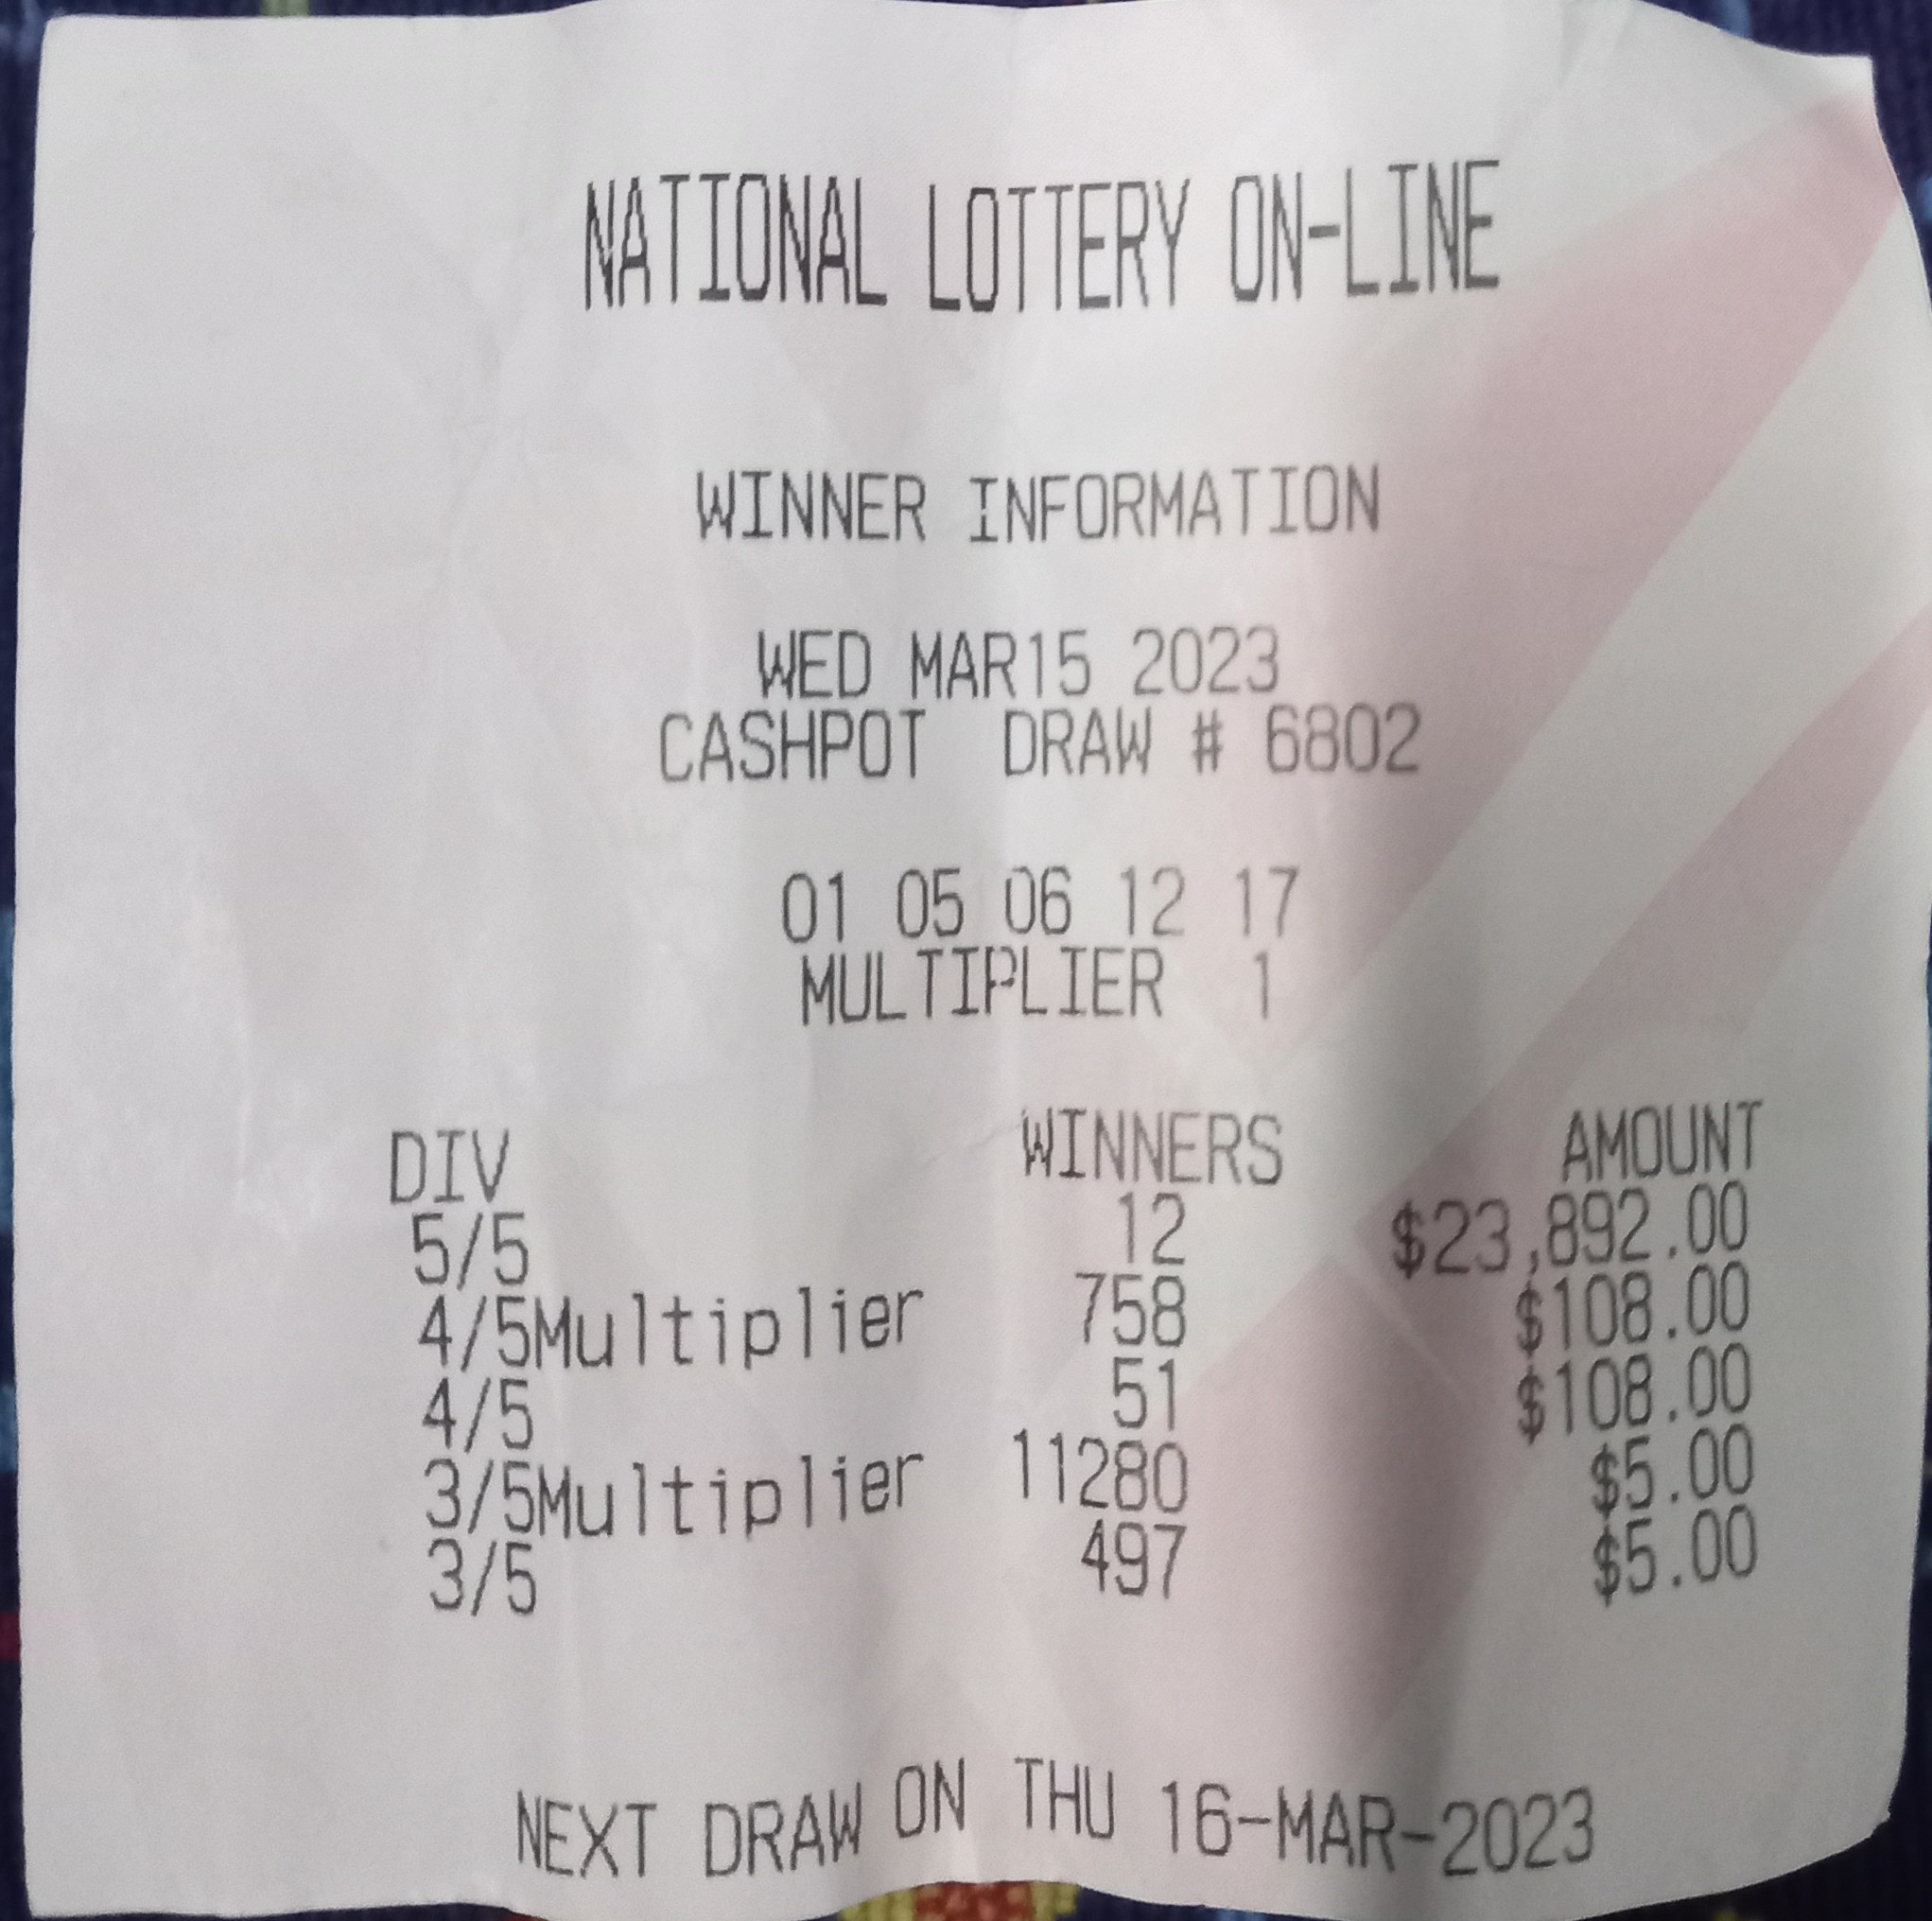 NATIONAL LOTTERY ON-LINE
WINNER INFORMATION
WED MAR15 2023
CASHPOT DRAW # 6802
01 05 06 12 17
MULTIPLIER 1
DIV WINNERS AMOUNT
5/5 12 $23,892.00
4/5Multiplier 758 $108.00
4/5 51 $108.00
3/5Multiplier 11280 $5.00
3/5 497 $5.00
NEXT DRAW ON THU 16-MAR-2023